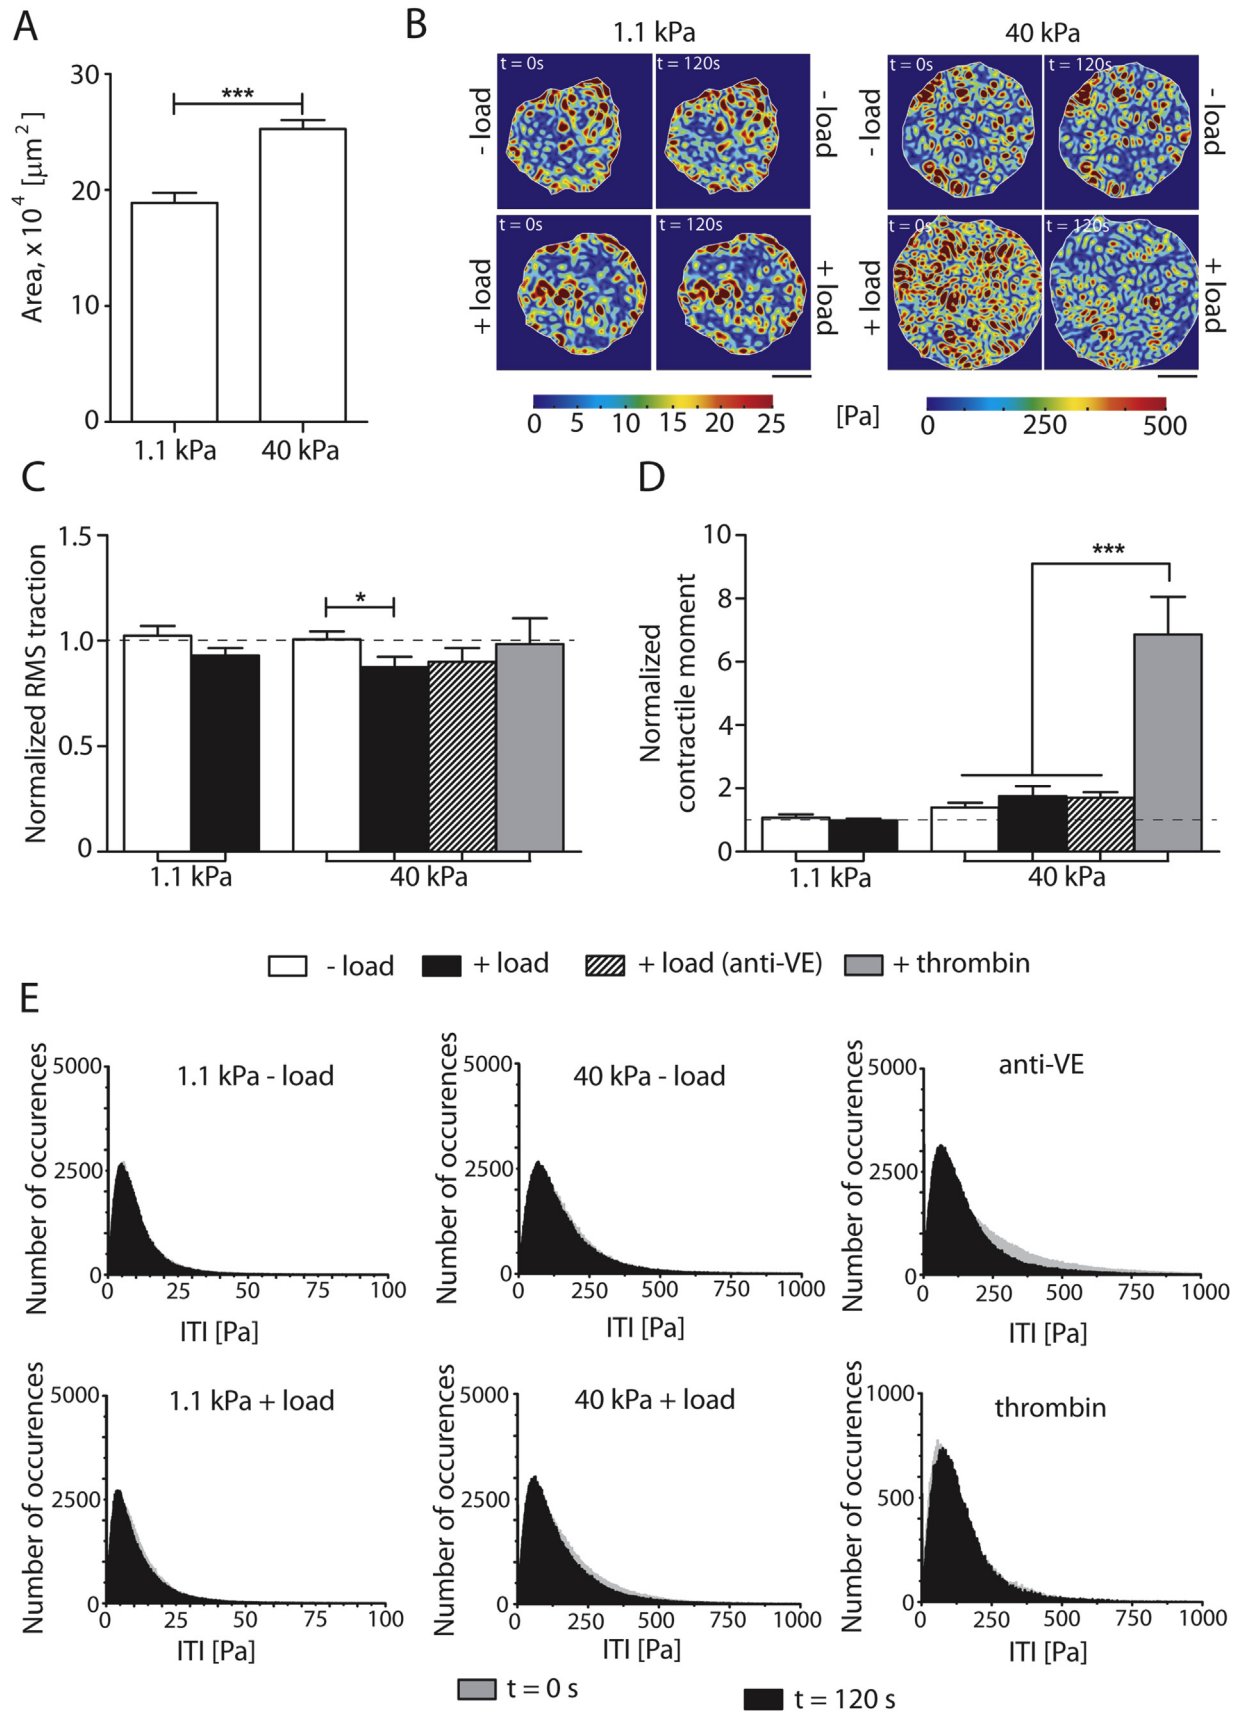 A
Area, x 10⁴ [μm²]
30
20
10
0
***
1.1 kPa
40 kPa
B
1.1 kPa
40 kPa
- load
t = 0s
t = 120s
- load
- load
t = 0s
t = 120s
- load
+ load
t = 0s
t = 120s
+ load
+ load
t = 0s
t = 120s
+ load
0 5 10 15 20 25
[Pa]
0 250 500
C
Normalized RMS traction
1.5
1.0
0.5
0
*
1.1 kPa
40 kPa
D
Normalized
contractile moment
10
8
6
4
2
0
***
1.1 kPa
40 kPa
- load
+ load
+ load (anti-VE)
+ thrombin
E
Number of occurences
5000
2500
0
1.1 kPa - load
0 25 50 75 100
ITI [Pa]
Number of occurences
5000
2500
0
40 kPa - load
0 250 500 750 1000
ITI [Pa]
Number of occurences
5000
2500
0
anti-VE
0 250 500 750 1000
ITI [Pa]
Number of occurences
5000
2500
0
1.1 kPa + load
0 25 50 75 100
ITI [Pa]
Number of occurences
5000
2500
0
40 kPa + load
0 250 500 750 1000
ITI [Pa]
Number of occurences
1000
500
0
thrombin
0 250 500 750 1000
ITI [Pa]
t = 0 s
t = 120 s